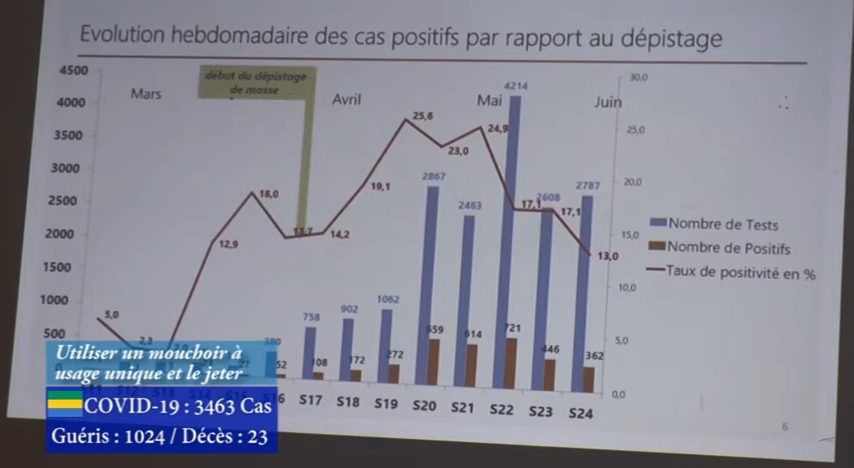 Evolution hebdomadaire des cas positifs par rapport au dépistage
4500
4000
3500
3000
2500
2000
1500
1000
500
début du dépistage
de masse
Mars
Avril
Mai
Juin
30,0
25,0
20,0
15,0
10,0
5,0
0,0
5,0
2,3
12,9
18,0
13,7
14,2
19,1
25,6
23,0
24,9
17,1
17,1
13,0
380
758
902
1062
2867
2463
4214
2608
2787
52
108
172
272
659
614
721
446
362
S17
S18
S19
S20
S21
S22
S23
S24
Nombre de Tests
Nombre de Positifs
Taux de positivité en %
6
Utiliser un mouchoir à
usage unique et le jeter
COVID-19 : 3463 Cas
Guéris : 1024 / Décès : 23